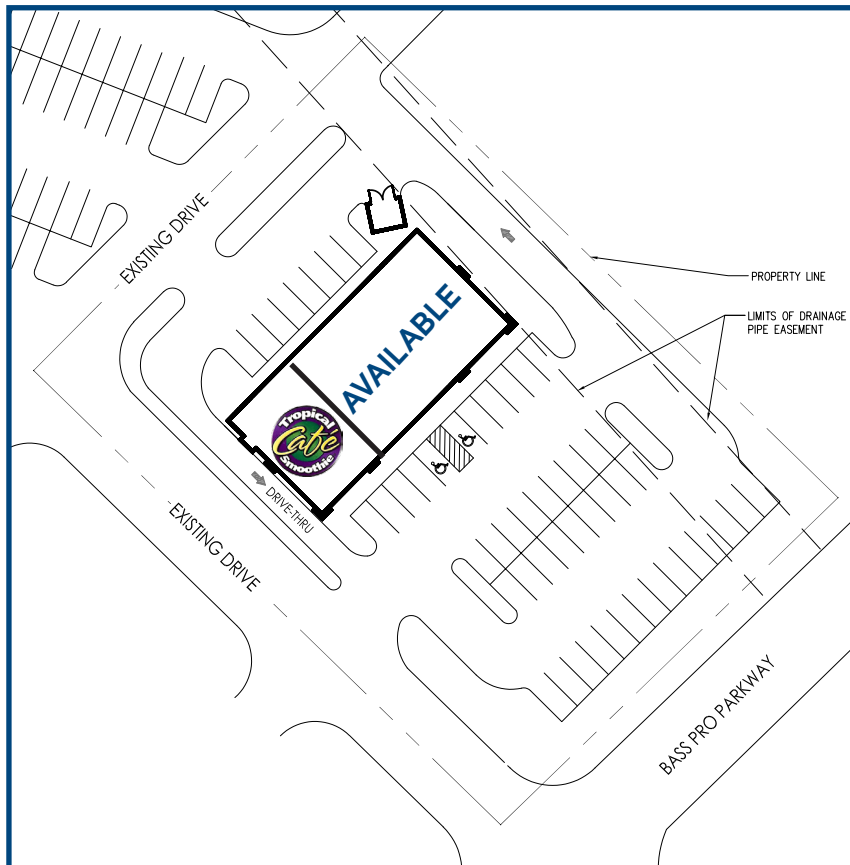 EXISTING DRIVE
PROPERTY LINE
LIMITS OF DRAINAGE
PIPE EASEMENT
AVAILABLE
Tropical
Café
Smoothie
DRIVE-THRU
EXISTING DRIVE
BASS PRO PARKWAY